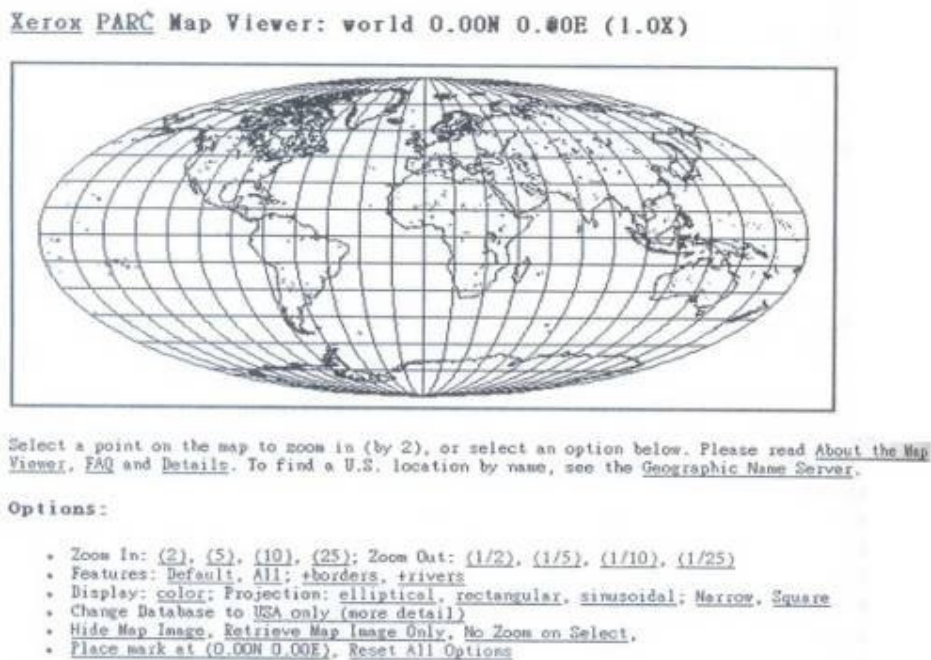 Xerox PARC Map Viewer: world 0.00N 0.00E (1.0X)
Select a point on the map to zoom in (by 2), or select an option below. Please read About the Map
Viewer, FAQ and Details. To find a U.S. location by name, see the Geographic Name Server.
Options:
• Zoom In: (2), (5), (10), (25); Zoom Out: (1/2), (1/5), (1/10), (1/25)
• Features: Default, All; +borders, +rivers
• Display: color; Projection: elliptical, rectangular, sinusoidal; Narrow, Square
• Change Database to USA only (more detail)
• Hide Map Image, Retrieve Map Image Only, No Zoom on Select,
• Place mark at (0.00N 0.00E), Reset All Options